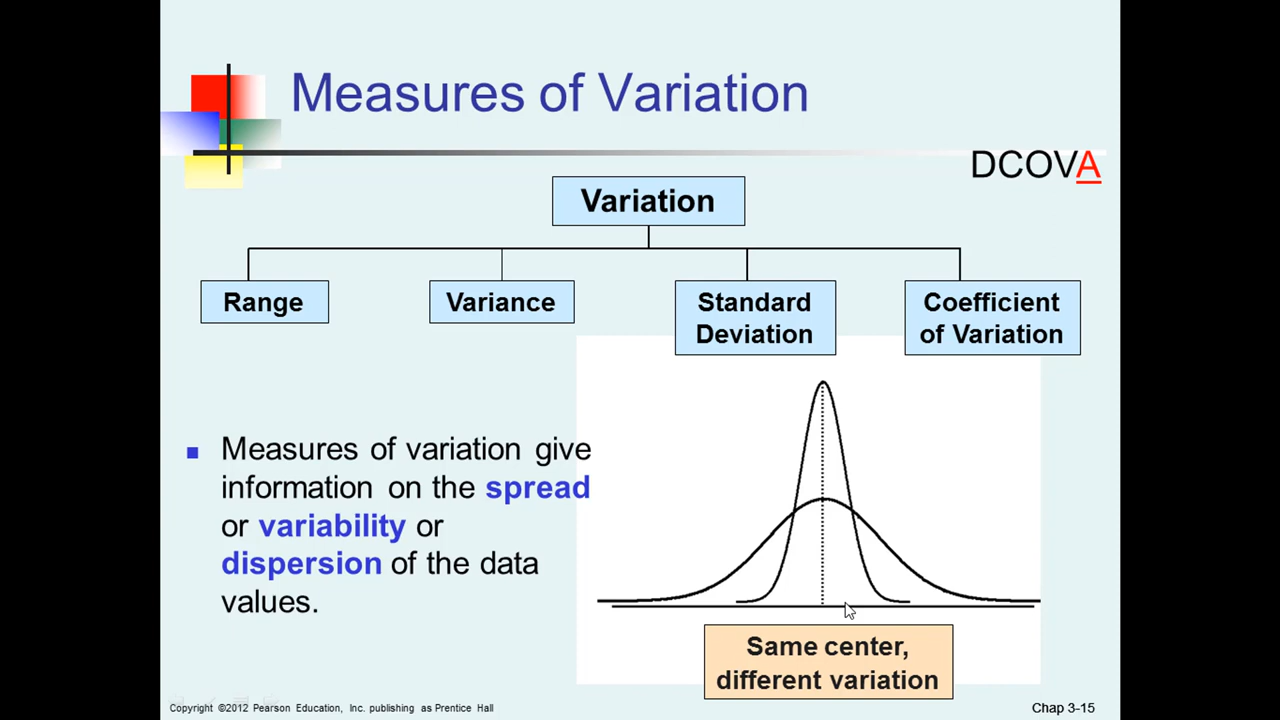 Measures of Variation
DCOVA
Variation
Range
Variance
Standard
Deviation
Coefficient
of Variation
Measures of variation give
information on the spread
or variability or
dispersion of the data
values.
Same center,
different variation
Copyright ©2012 Pearson Education, Inc. publishing as Prentice Hall
Chap 3-15